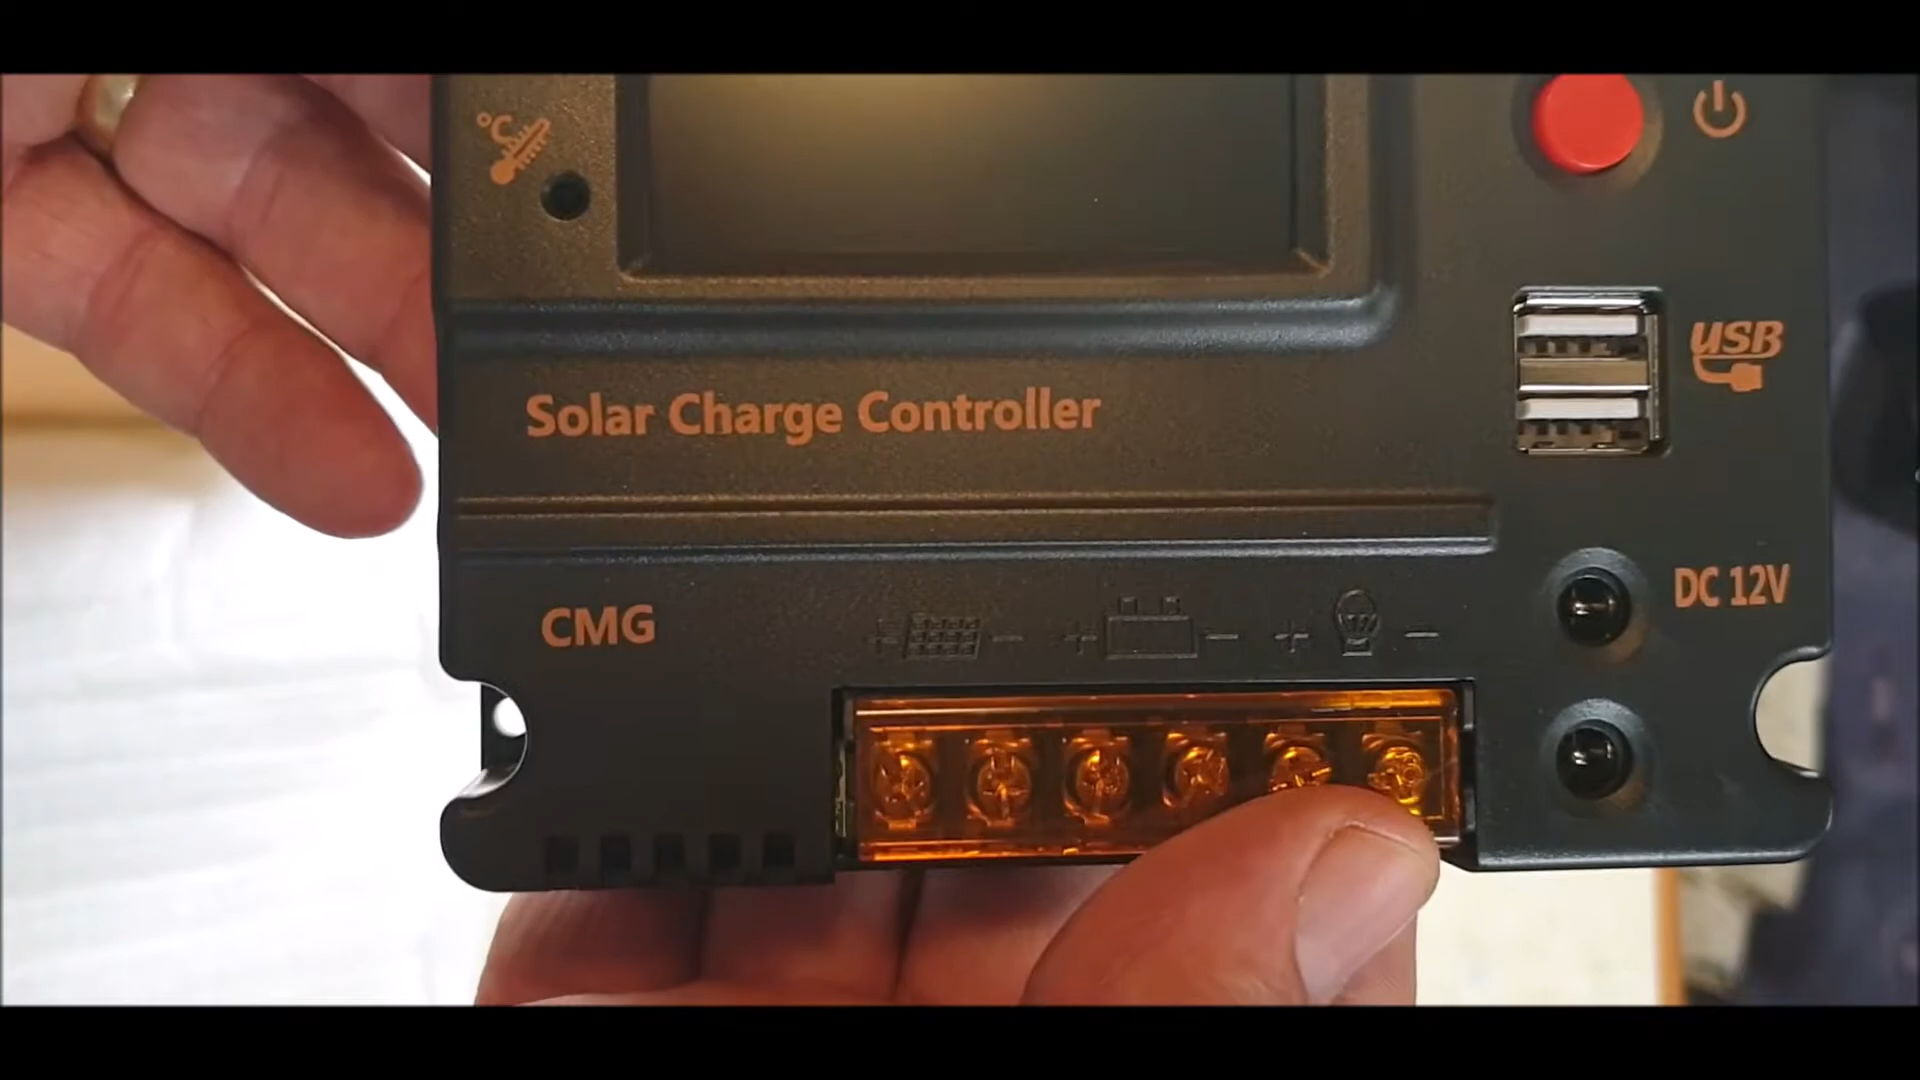 °C
USB
Solar Charge Controller
DC 12V
CMG
+ - + - + -